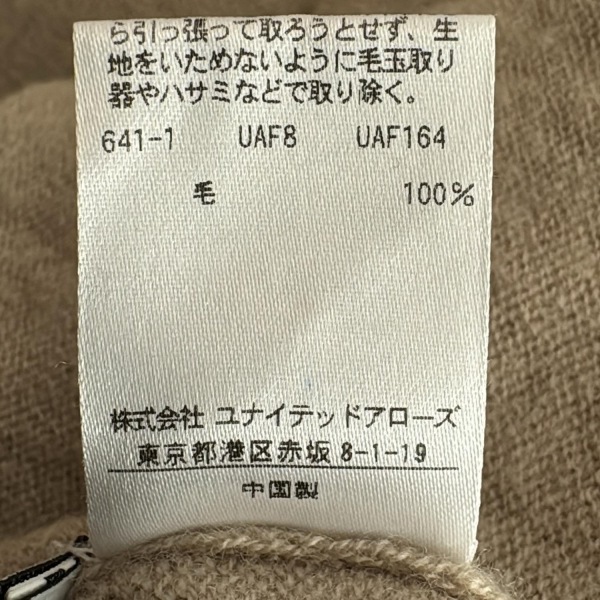 ら引っ張って取ろうとせず、生
地をいためないように毛玉取り
器やハサミなどで取り除く。
641-1 UAF8 UAF164
毛 100%
株式会社 ユナイテッドアローズ
東京都港区赤坂 8-1-19
中国製